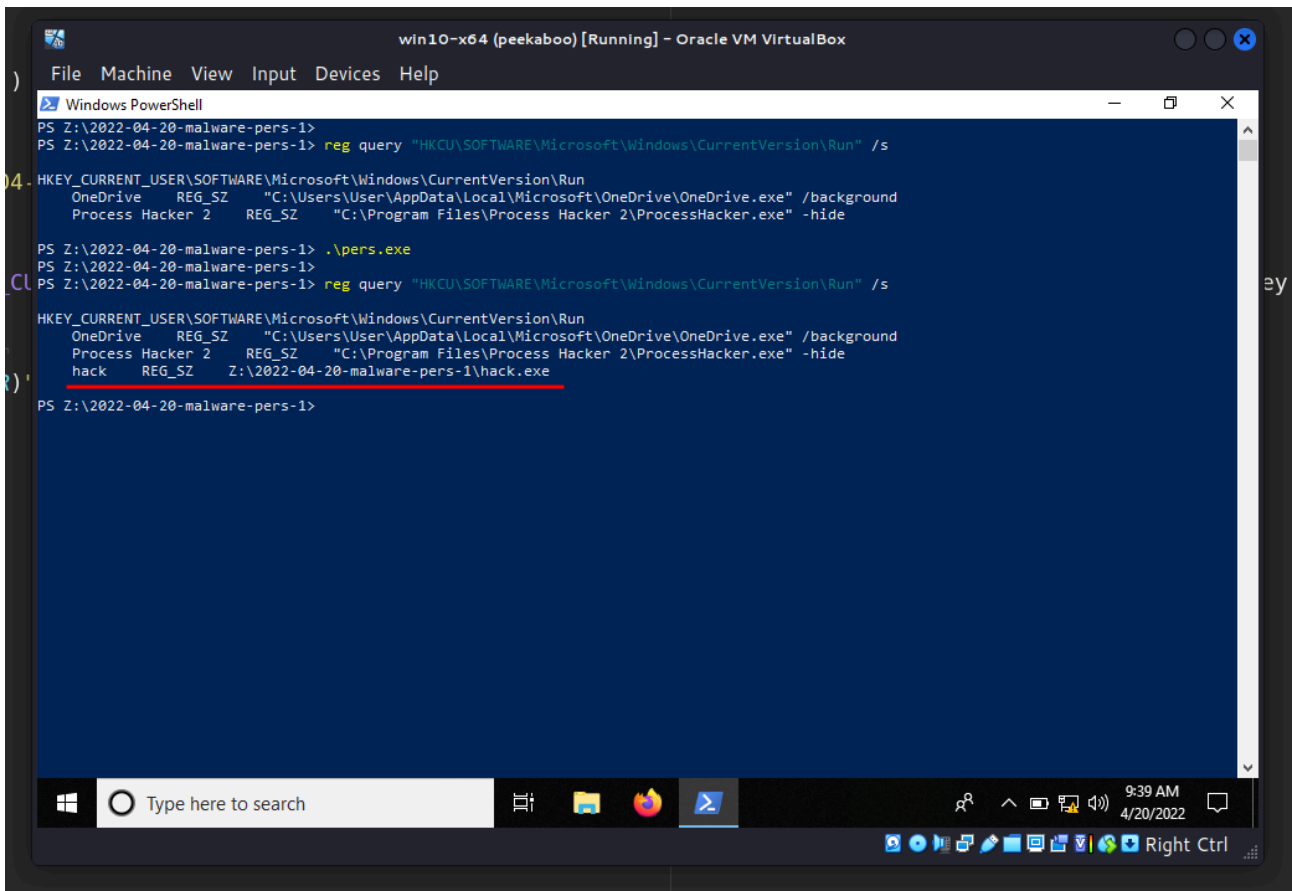 win10-x64 (peekaboo) [Running] - Oracle VM VirtualBox
File Machine View Input Devices Help
)
Windows PowerShell
PS Z:\2022-04-20-malware-pers-1>
PS Z:\2022-04-20-malware-pers-1> reg query "HKCU\SOFTWARE\Microsoft\Windows\CurrentVersion\Run" /s
04-
HKEY_CURRENT_USER\SOFTWARE\Microsoft\Windows\CurrentVersion\Run
OneDrive REG_SZ "C:\Users\User\AppData\Local\Microsoft\OneDrive\OneDrive.exe" /background
Process Hacker 2 REG_SZ "C:\Program Files\Process Hacker 2\ProcessHacker.exe" -hide
PS Z:\2022-04-20-malware-pers-1> .\pers.exe
PS Z:\2022-04-20-malware-pers-1>
_CU
PS Z:\2022-04-20-malware-pers-1> reg query "HKCU\SOFTWARE\Microsoft\Windows\CurrentVersion\Run" /s
ey
HKEY_CURRENT_USER\SOFTWARE\Microsoft\Windows\CurrentVersion\Run
OneDrive REG_SZ "C:\Users\User\AppData\Local\Microsoft\OneDrive\OneDrive.exe" /background
Process Hacker 2 REG_SZ "C:\Program Files\Process Hacker 2\ProcessHacker.exe" -hide
hack REG_SZ Z:\2022-04-20-malware-pers-1\hack.exe
)'
PS Z:\2022-04-20-malware-pers-1>
Type here to search
9:39 AM
4/20/2022
Right Ctrl